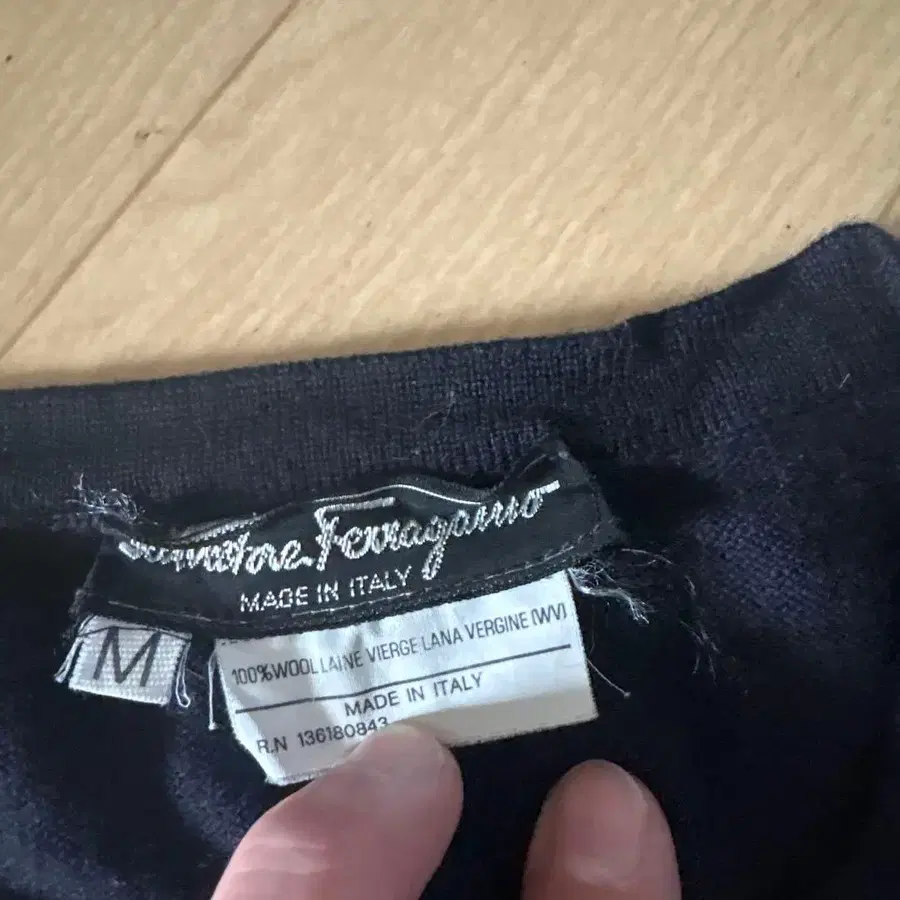 Salvatore Ferragamo
MADE IN ITALY
M
100%WOOL LAINE VIERGE LANA VERGINE (WV)
MADE IN ITALY
R.N 136180843